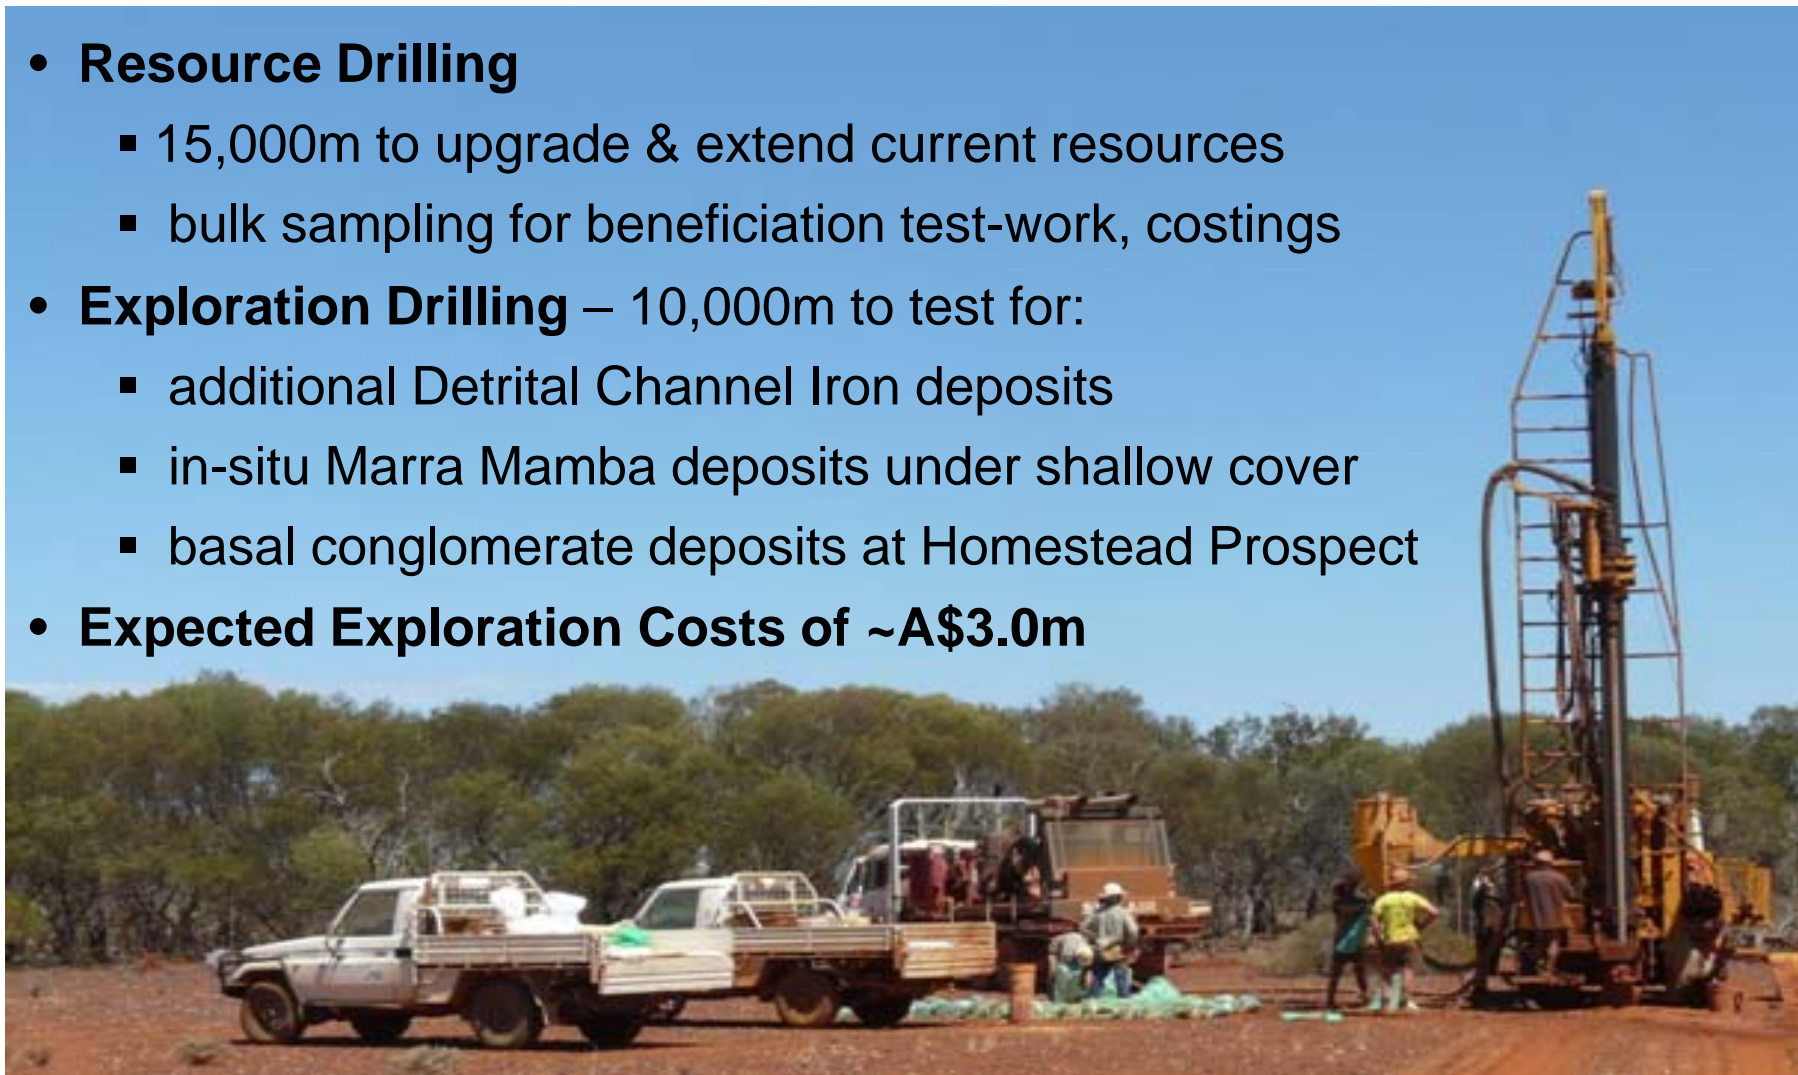 • Resource Drilling
▪ 15,000m to upgrade & extend current resources
▪ bulk sampling for beneficiation test-work, costings
• Exploration Drilling – 10,000m to test for:
▪ additional Detrital Channel Iron deposits
▪ in-situ Marra Mamba deposits under shallow cover
▪ basal conglomerate deposits at Homestead Prospect
• Expected Exploration Costs of ~A$3.0m